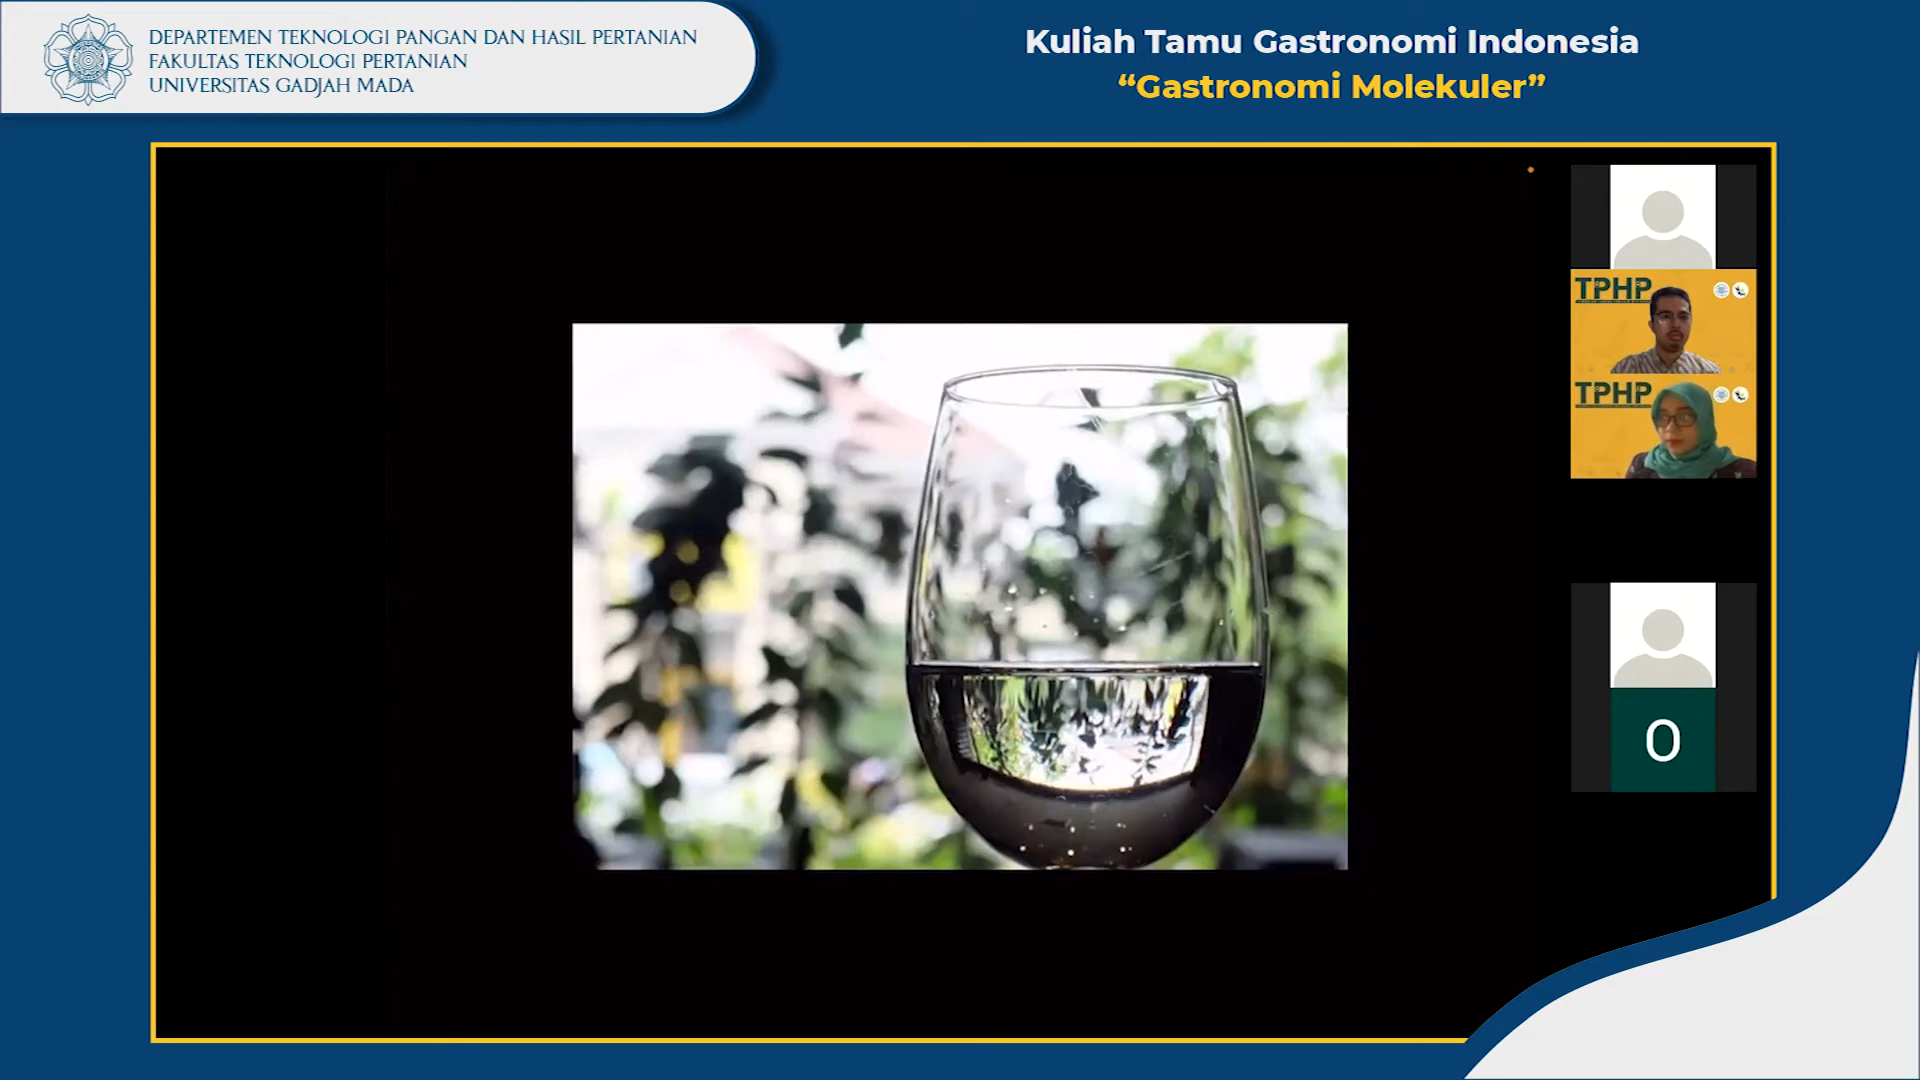 DEPARTEMEN TEKNOLOGI PANGAN DAN HASIL PERTANIAN
FAKULTAS TEKNOLOGI PERTANIAN
UNIVERSITAS GADJAH MADA
Kuliah Tamu Gastronomi Indonesia
“Gastronomi Molekuler”
TPHP
TPHP
O